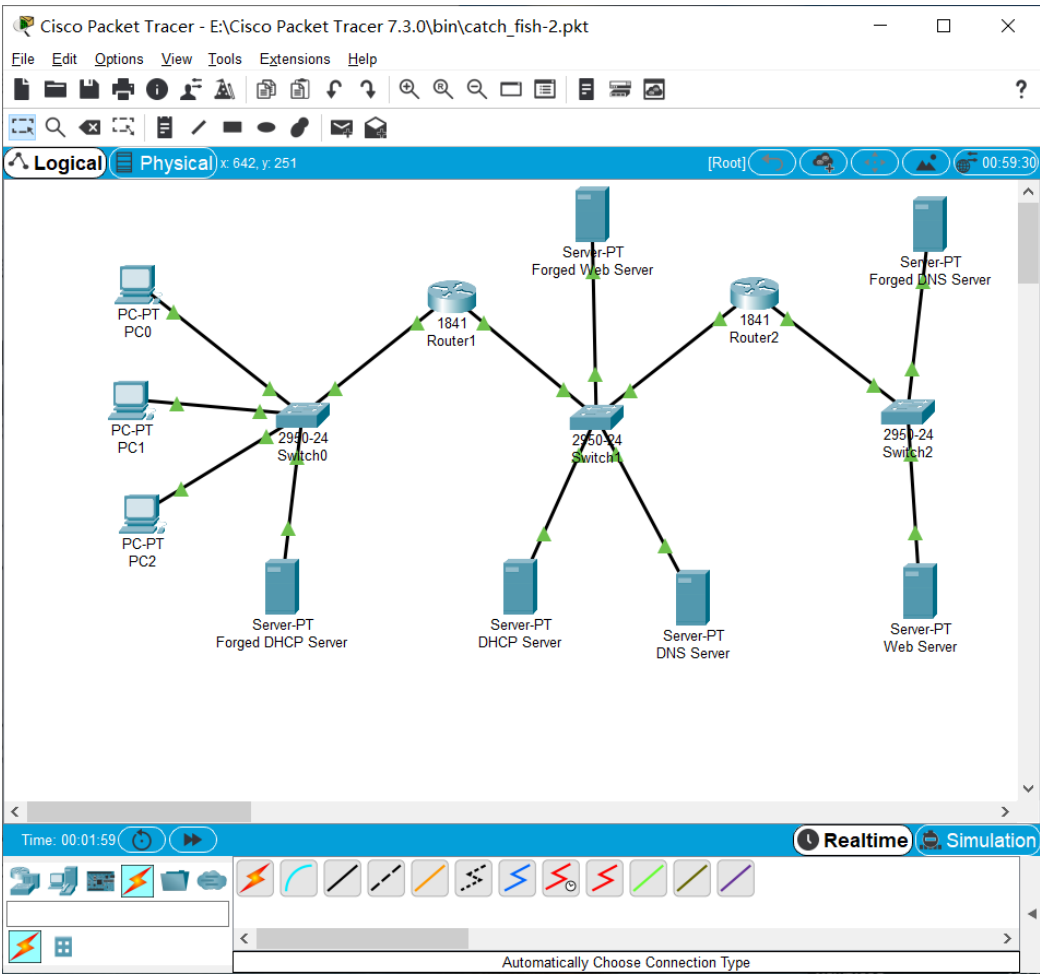 Cisco Packet Tracer - E:\Cisco Packet Tracer 7.3.0\bin\catch_fish-2.pkt
File Edit Options View Tools Extensions Help
?
Logical Physical x: 642, y: 251 [Root] 00:59:30
Server-PT
Forged Web Server
Server-PT
Forged DNS Server
PC-PT
PC0
1841
Router1
1841
Router2
PC-PT
PC1
2950-24
Switch0
2950-24
Switch1
2950-24
Switch2
PC-PT
PC2
Server-PT
Forged DHCP Server
Server-PT
DHCP Server
Server-PT
DNS Server
Server-PT
Web Server
Time: 00:01:59 Realtime Simulation
Automatically Choose Connection Type